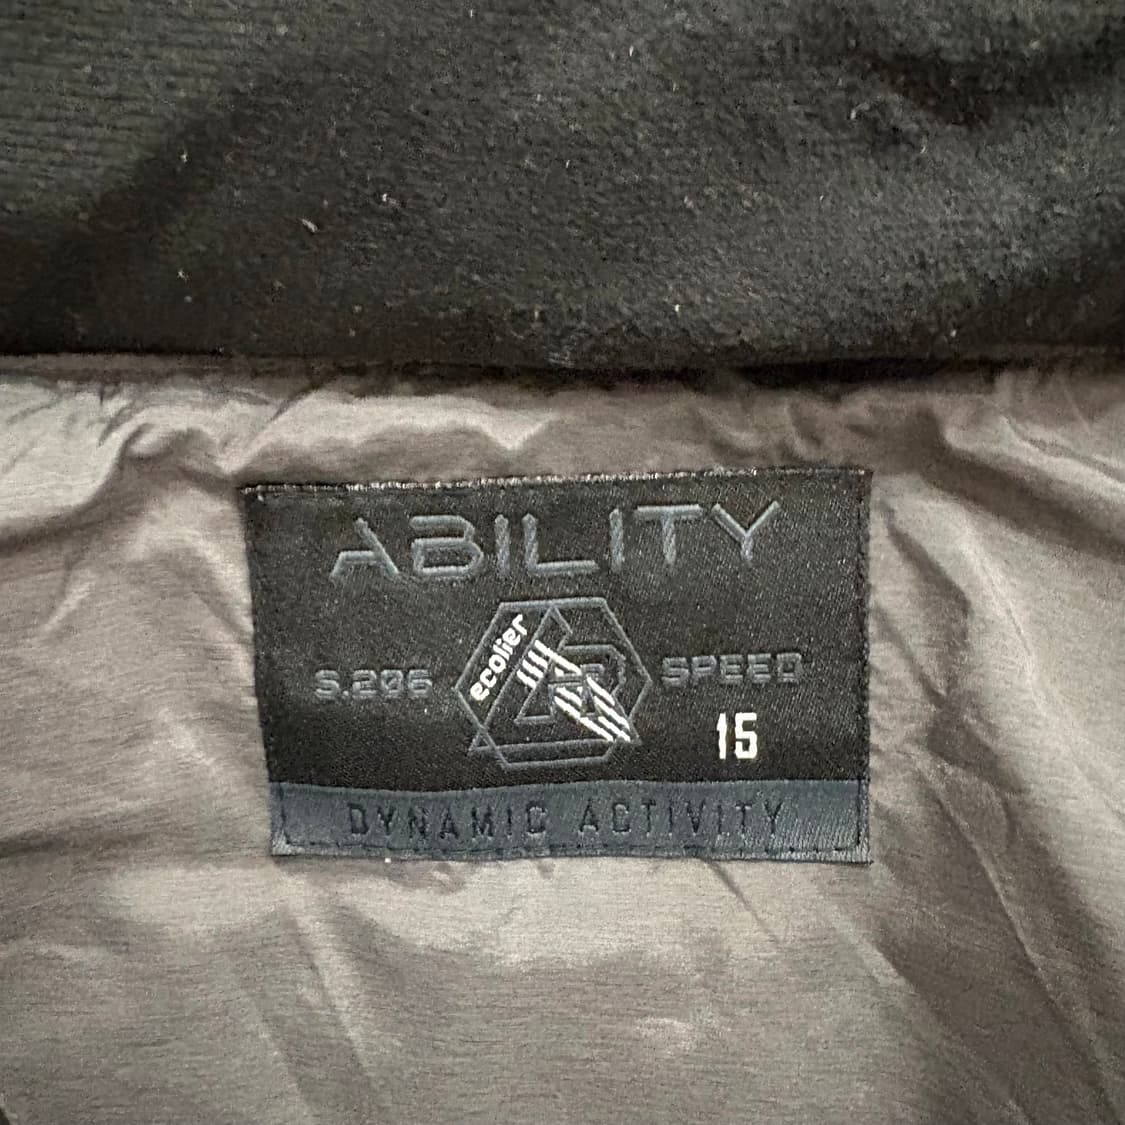 ABILITY
ecolier
S.206
SPEED
15
DYNAMIC ACTIVITY